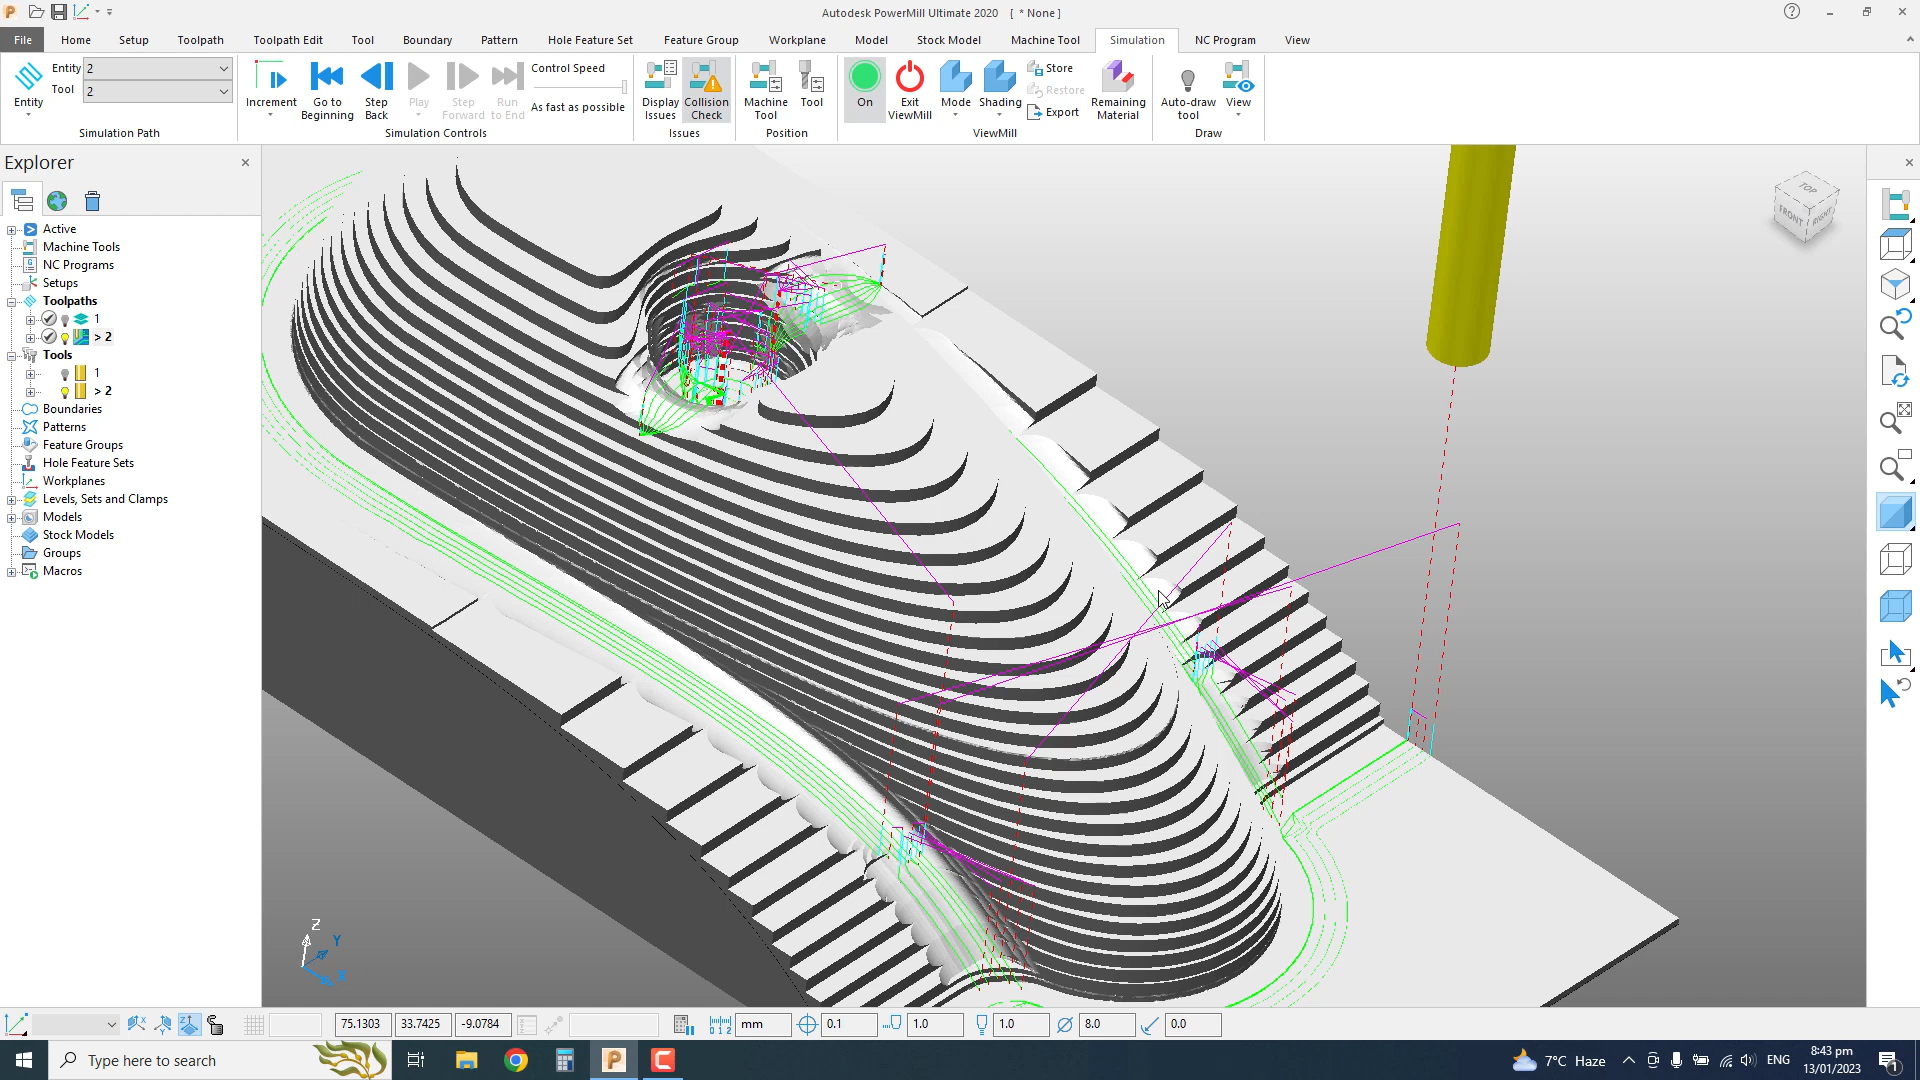 Autodesk PowerMill Ultimate 2020 [ * None ]
File Home Setup Toolpath Toolpath Edit Tool Boundary Pattern Hole Feature Set Feature Group Workplane Model Stock Model Machine Tool Simulation NC Program View
Entity 2
Tool 2
Entity
Simulation Path
Increment
Go to Beginning
Step Back
Play
Step Forward
Run to End
Control Speed
As fast as possible
Simulation Controls
Display Issues
Collision Check
Issues
Machine Tool
Tool
Position
On
Exit ViewMill
Mode
Shading
Store
Restore
Export
Remaining Material
ViewMill
Auto-draw tool
View
Draw
Explorer
Active
Machine Tools
NC Programs
Setups
Toolpaths
1
> 2
Tools
1
> 2
Boundaries
Patterns
Feature Groups
Hole Feature Sets
Workplanes
Levels, Sets and Clamps
Models
Stock Models
Groups
Macros
TOP
FRONT
RIGHT
Z
Y
X
75.1303 33.7425 -9.0784 mm 0.1 1.0 1.0 8.0 0.0
Type here to search
7°C Haze
ENG
8:43 pm
13/01/2023
1